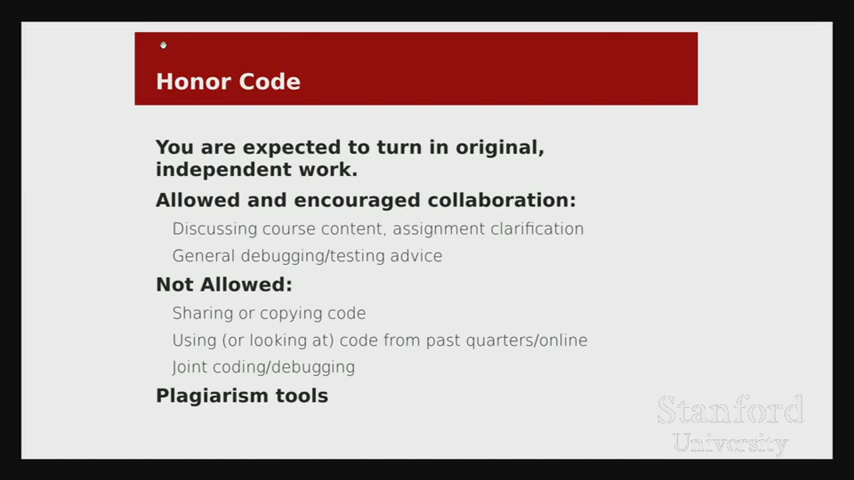 Honor Code
You are expected to turn in original,
independent work.
Allowed and encouraged collaboration:
Discussing course content, assignment clarification
General debugging/testing advice
Not Allowed:
Sharing or copying code
Using (or looking at) code from past quarters/online
Joint coding/debugging
Plagiarism tools
Stanford
University